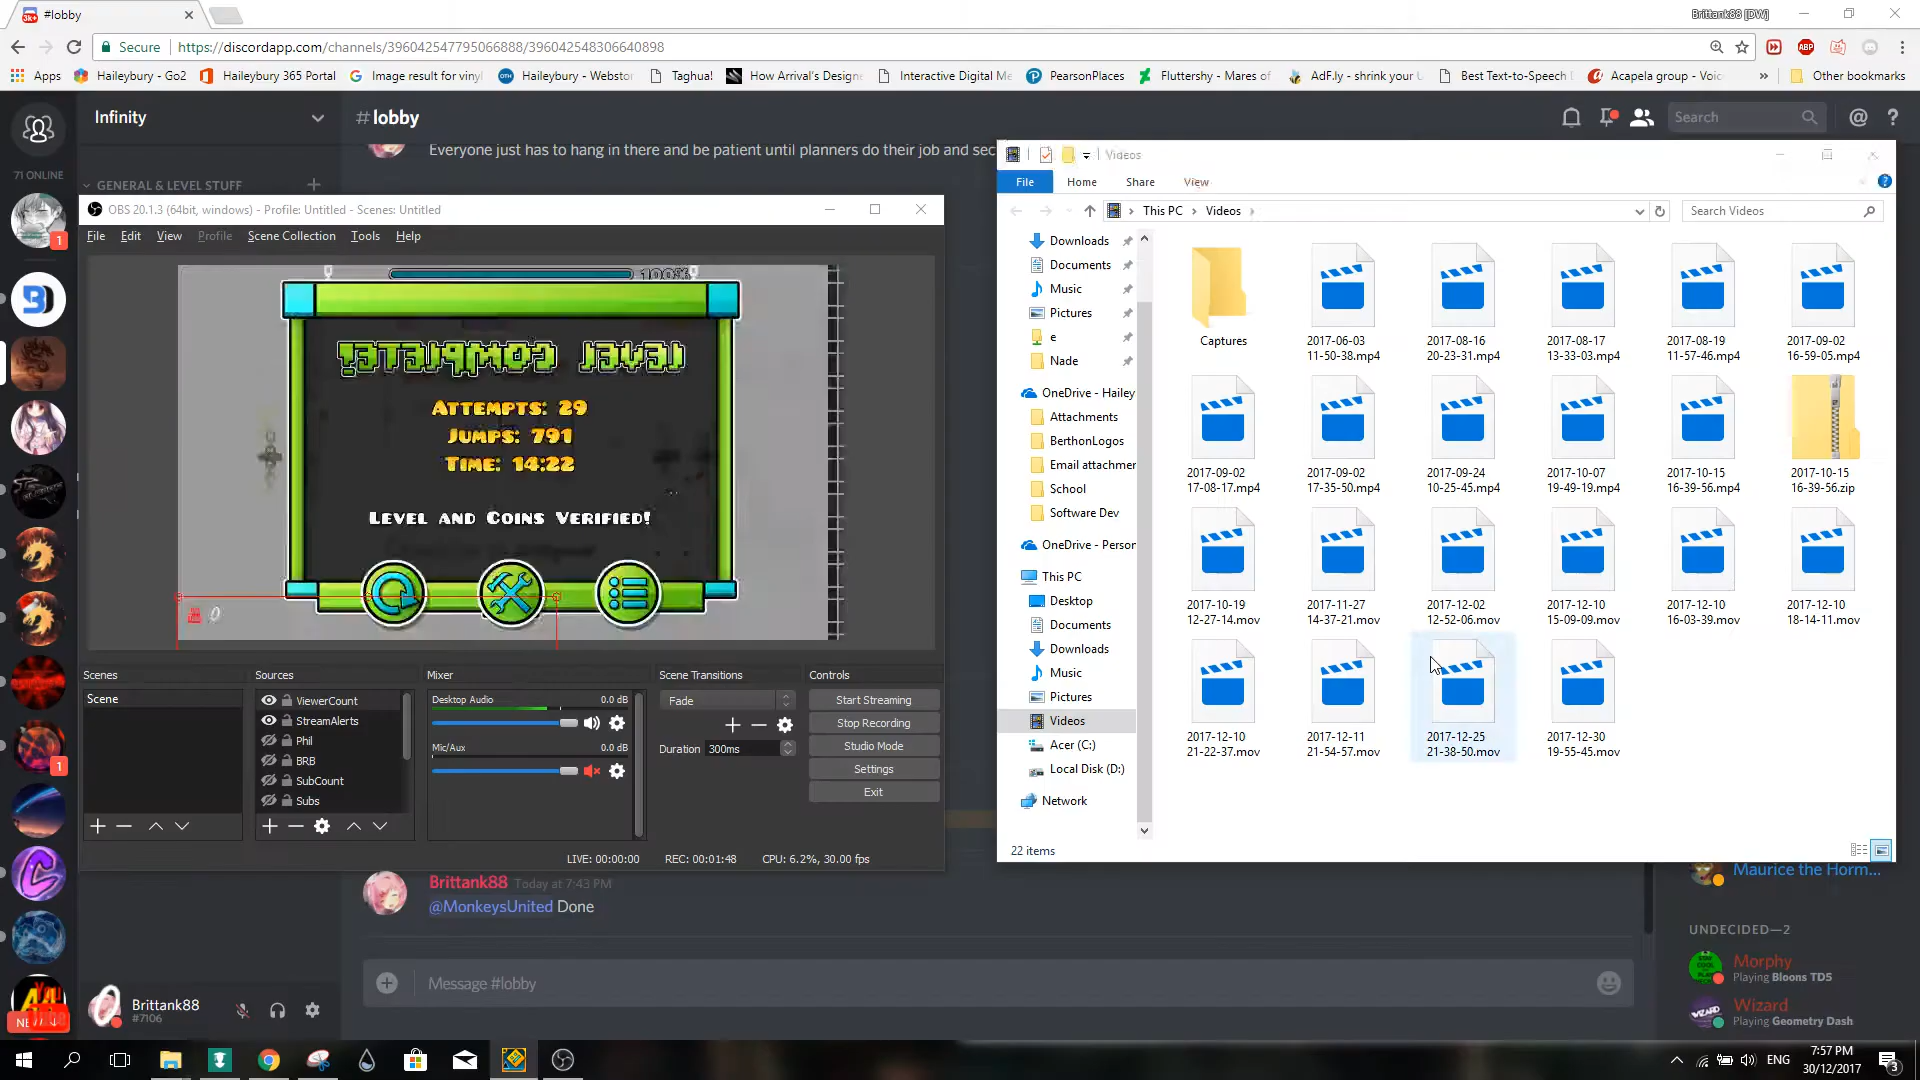 #lobby
Brittank88 [DW]
Secure
https://discordapp.com/channels/396042547795066888/396042548306640898
Apps
Haileybury - Go2
Haileybury 365 Portal
Image result for vinyl
Haileybury - Webstor
Taghua!
How Arrival's Designe
Interactive Digital Me
PearsonPlaces
Fluttershy - Mares of
AdF.ly - shrink your U
Best Text-to-Speech
Acapela group - Voic
Other bookmarks
71 ONLINE
Infinity
GENERAL & LEVEL STUFF
#lobby
Everyone just has to hang in there and be patient until planners do their job and sec
Search
OBS 20.1.3 (64bit, windows) - Profile: Untitled - Scenes: Untitled
File Edit View Profile Scene Collection Tools Help
100%
Level Complete!
Attempts: 29
Jumps: 791
Time: 14:22
Level and Coins Verified!
0
Scenes
Scene
Sources
ViewerCount
StreamAlerts
Phil
BRB
SubCount
Subs
Mixer
Desktop Audio 0.0 dB
Mic/Aux 0.0 dB
Scene Transitions
Fade
Duration 300ms
Controls
Start Streaming
Stop Recording
Studio Mode
Settings
Exit
LIVE: 00:00:00 REC: 00:01:48 CPU: 6.2%, 30.00 fps
Videos
File Home Share View
This PC Videos
Search Videos
Downloads
Documents
Music
Pictures
e
Nade
OneDrive - Hailey
Attachments
BerthonLogos
Email attachmer
School
Software Dev
OneDrive - Person
This PC
Desktop
Documents
Downloads
Music
Pictures
Videos
Acer (C:)
Local Disk (D:)
Network
Captures
2017-06-03
11-50-38.mp4
2017-08-16
20-23-31.mp4
2017-08-17
13-33-03.mp4
2017-08-19
11-57-46.mp4
2017-09-02
16-59-05.mp4
2017-09-02
17-08-17.mp4
2017-09-02
17-35-50.mp4
2017-09-24
10-25-45.mp4
2017-10-07
19-49-19.mp4
2017-10-15
16-39-56.mp4
2017-10-15
16-39-56.zip
2017-10-19
12-27-14.mov
2017-11-27
14-37-21.mov
2017-12-02
12-52-06.mov
2017-12-10
15-09-09.mov
2017-12-10
16-03-39.mov
2017-12-10
18-14-11.mov
2017-12-10
21-22-37.mov
2017-12-11
21-54-57.mov
2017-12-25
21-38-50.mov
2017-12-30
19-55-45.mov
22 items
Brittank88 Today at 7:43 PM
@MonkeysUnited Done
Message #lobby
Brittank88
#7106
Maurice the Horm...
UNDECIDED—2
Morphy
Playing Bloons TD5
Wizard
Playing Geometry Dash
ENG
7:57 PM
30/12/2017
3